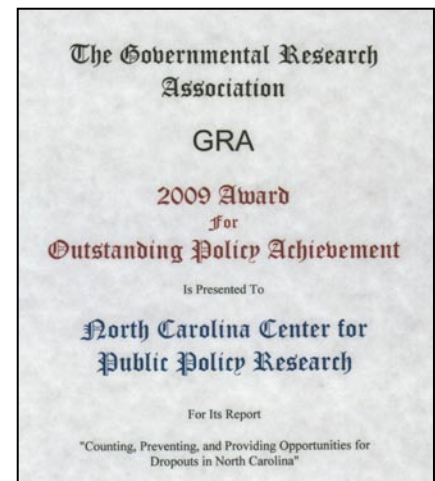 The Governmental Research
Association
GRA
2009 Award
For
Outstanding Policy Achievement
Is Presented To
North Carolina Center for
Public Policy Research
For Its Report
"Counting, Preventing, and Providing Opportunities for
Dropouts in North Carolina"